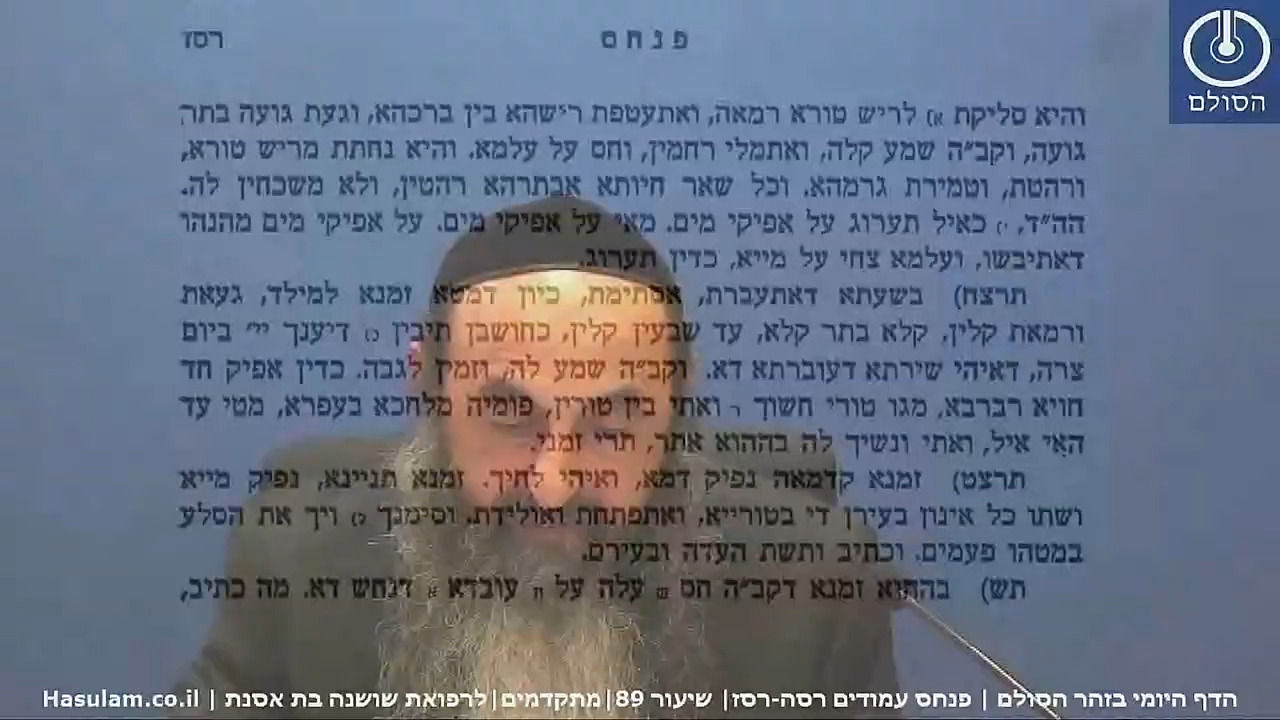 פנחס
רסז
הסולם
והיא סליקת א) לריש טורא רמאה, ואתעטפת רישהא בין ברכהא, וגעת גועה בתר
גועה, וקב״ה שמע קלה, ואתמלי רחמין, וחס על עלמא. והיא נחתת מריש טורא,
ורהטת, וטמירת גרמהא. וכל שאר חיותא אבתרהא רהטין, ולא משכחין לה.
הה״ד, י) כאיל תערוג על אפיקי מים. מאי על אפיקי מים. על אפיקי מים מהנהו
דאתיבשו, ועלמא צחי על מייא, כדין תערוג.
תרצח) בשעתא דאתעברת, אסתימת, כיון דמטא זמנא למילד, געאת
ורמאת קלין, קלא בתר קלא, עד שבעין קלין, כחושבן תיבין כ) דיענך יי׳ ביום
צרה, דאיהי שירתא דעוברתא דא. וקב״ה שמע לה, וזמין לגבה. כדין אפיק חד
חויא רברבא, מגו טורי חשוך ר ואתי בין טורין, פומיה מלחכא בעפרא, מטי עד
האי איל, ואתי ונשיך לה בההוא אתר, תרי זמני.
תרצט) זמנא קדמאה נפיק דמא, ואיהי לחיך. זמנא תניינא, נפיק מייא
ושתו כל אינון בעירן די בטורייא, ואתפתחת ואולידת. וסימנך ל) ויך את הסלע
במטהו פעמים. וכתיב ותשת העדה ובעירם.
תש) בההוא זמנא דקב״ה חס ש עלה על ת עובדא א דנחש דא. מה כתיב,
הדף היומי בזהר הסולם | פנחס עמודים רסה-רסז | שיעור 89 | מתקדמים | לרפואת שושנה בת אסנת | Hasulam.co.il